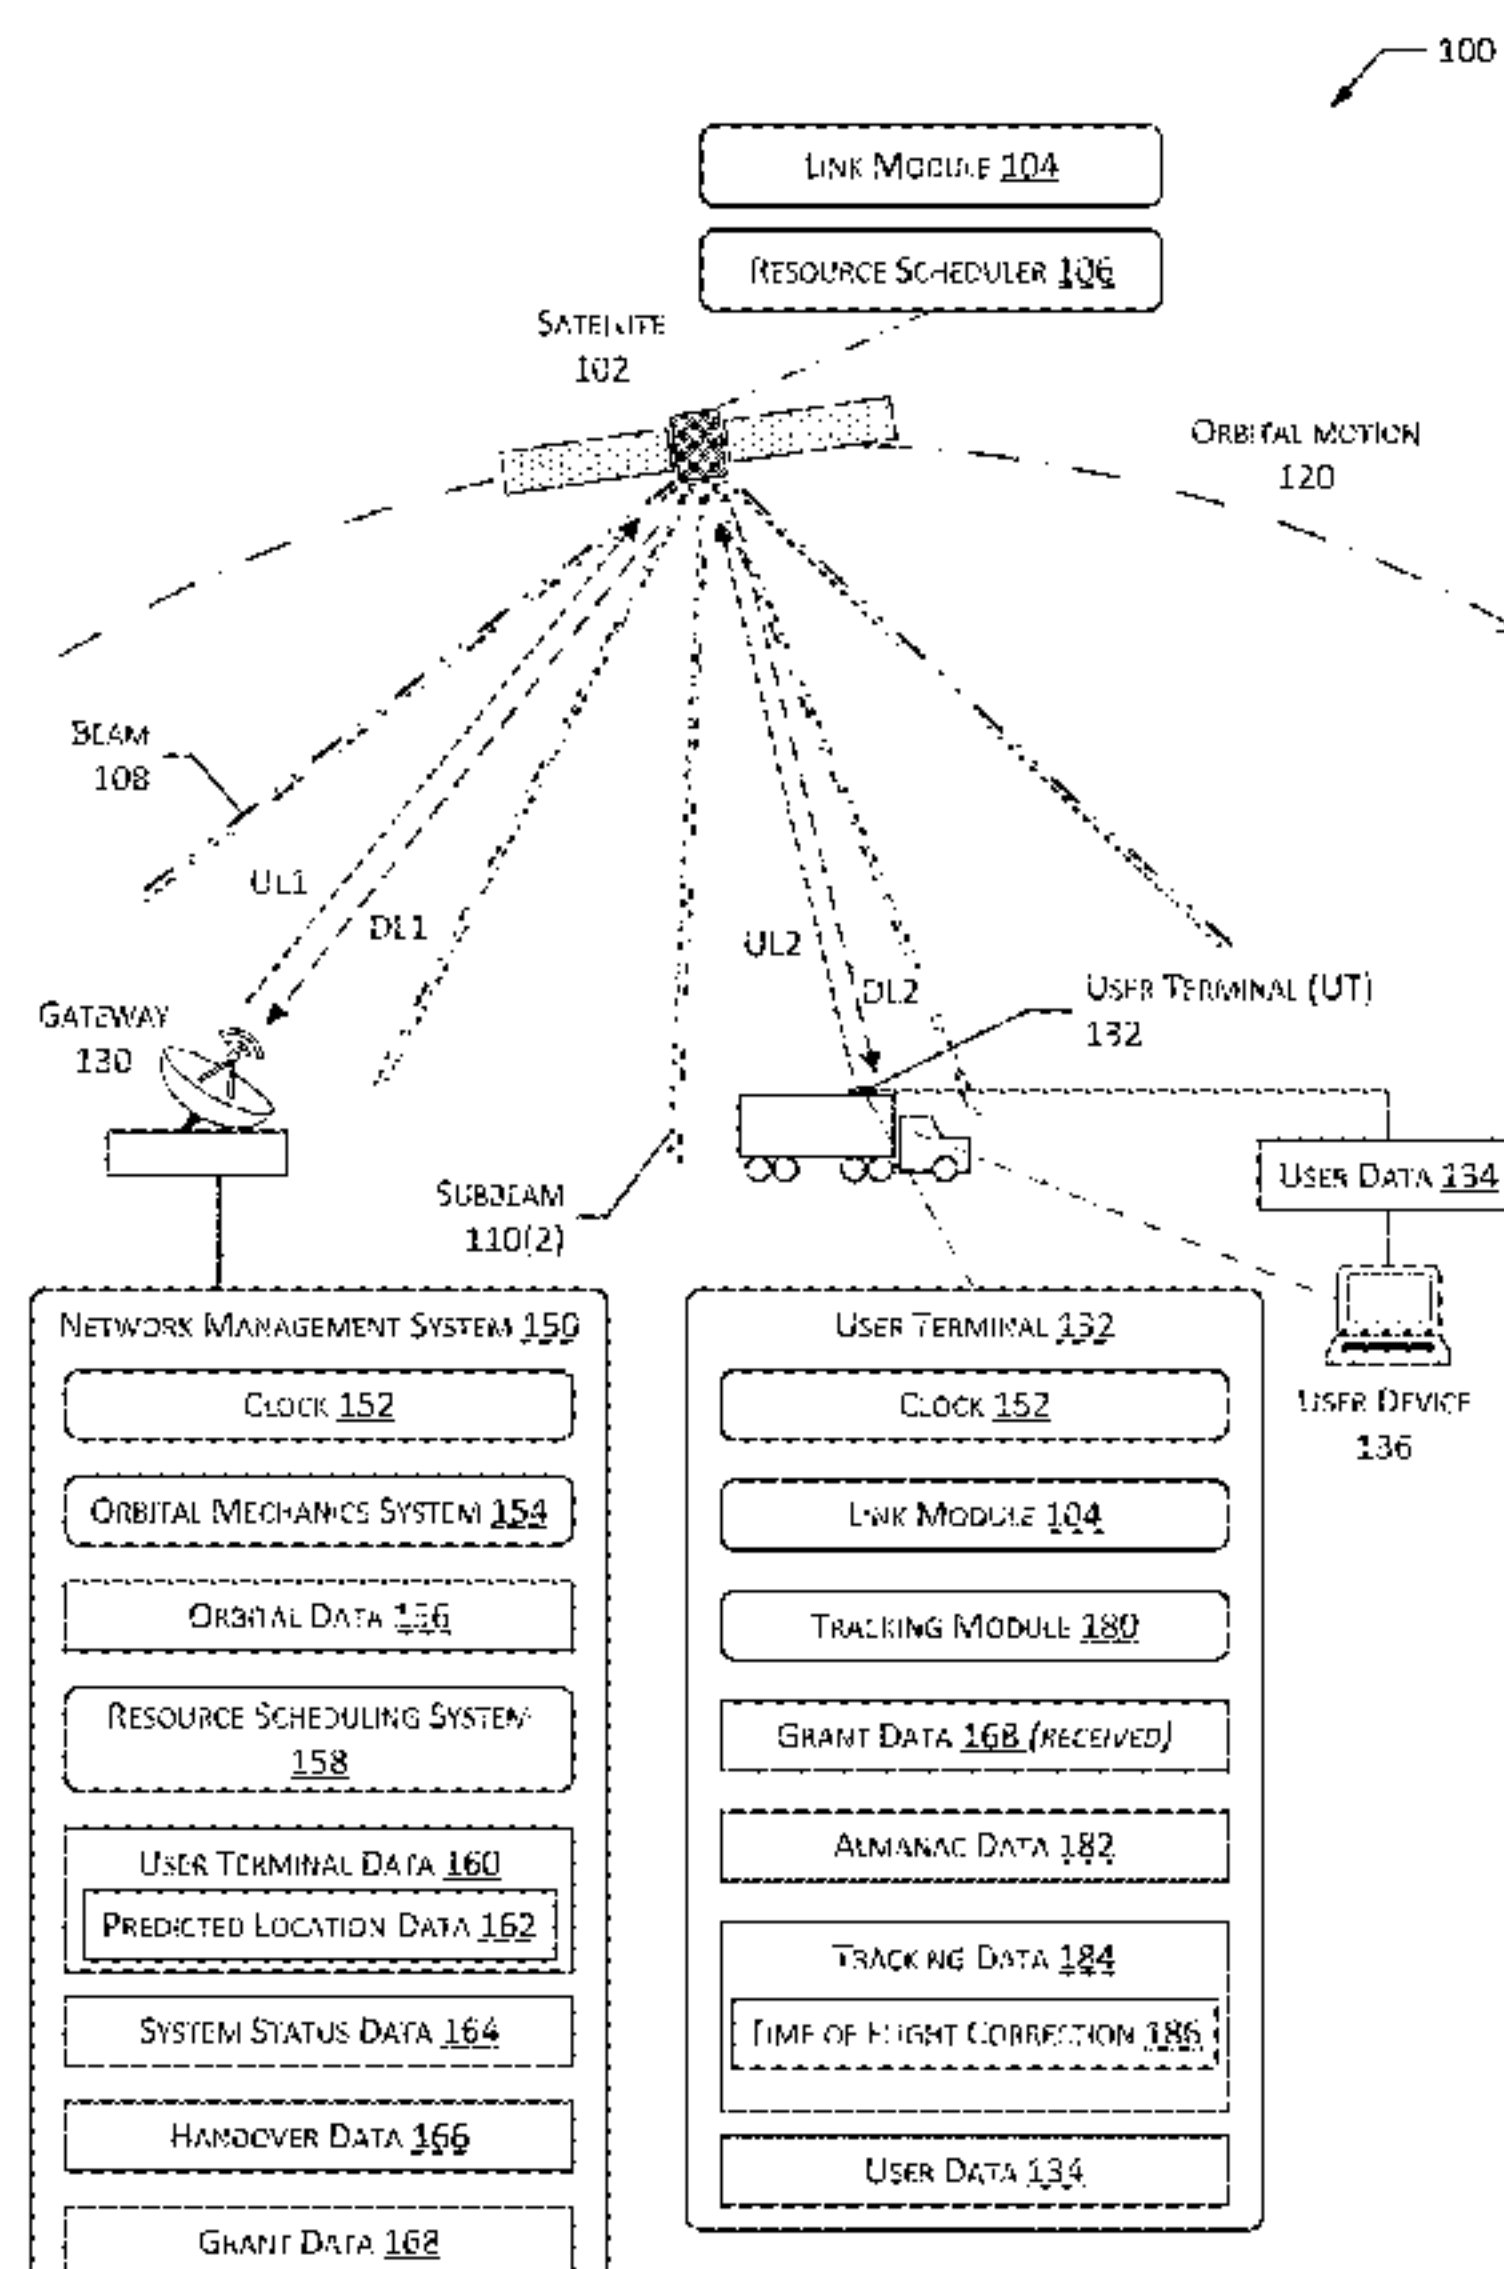 100
LINK MODULE 104
RESOURCE SCHEDULER 106
SATELLITE
102
ORBITAL MOTION
120
BEAM
108
UL1
DL1
UL2
DL2
GATEWAY
130
USER TERMINAL (UT)
132
USER DATA 134
SUBBEAM
110(2)
USER DEVICE
136
NETWORK MANAGEMENT SYSTEM 150
CLOCK 152
ORBITAL MECHANICS SYSTEM 154
ORBITAL DATA 156
RESOURCE SCHEDULING SYSTEM
158
USER TERMINAL DATA 160
PREDICTED LOCATION DATA 162
SYSTEM STATUS DATA 164
HANDOVER DATA 166
GRANT DATA 168
USER TERMINAL 132
CLOCK 152
LINK MODULE 104
TRACKING MODULE 180
GRANT DATA 168 (RECEIVED)
ALMANAC DATA 182
TRACKING DATA 184
TIME OF FLIGHT CORRECTION 186
USER DATA 134